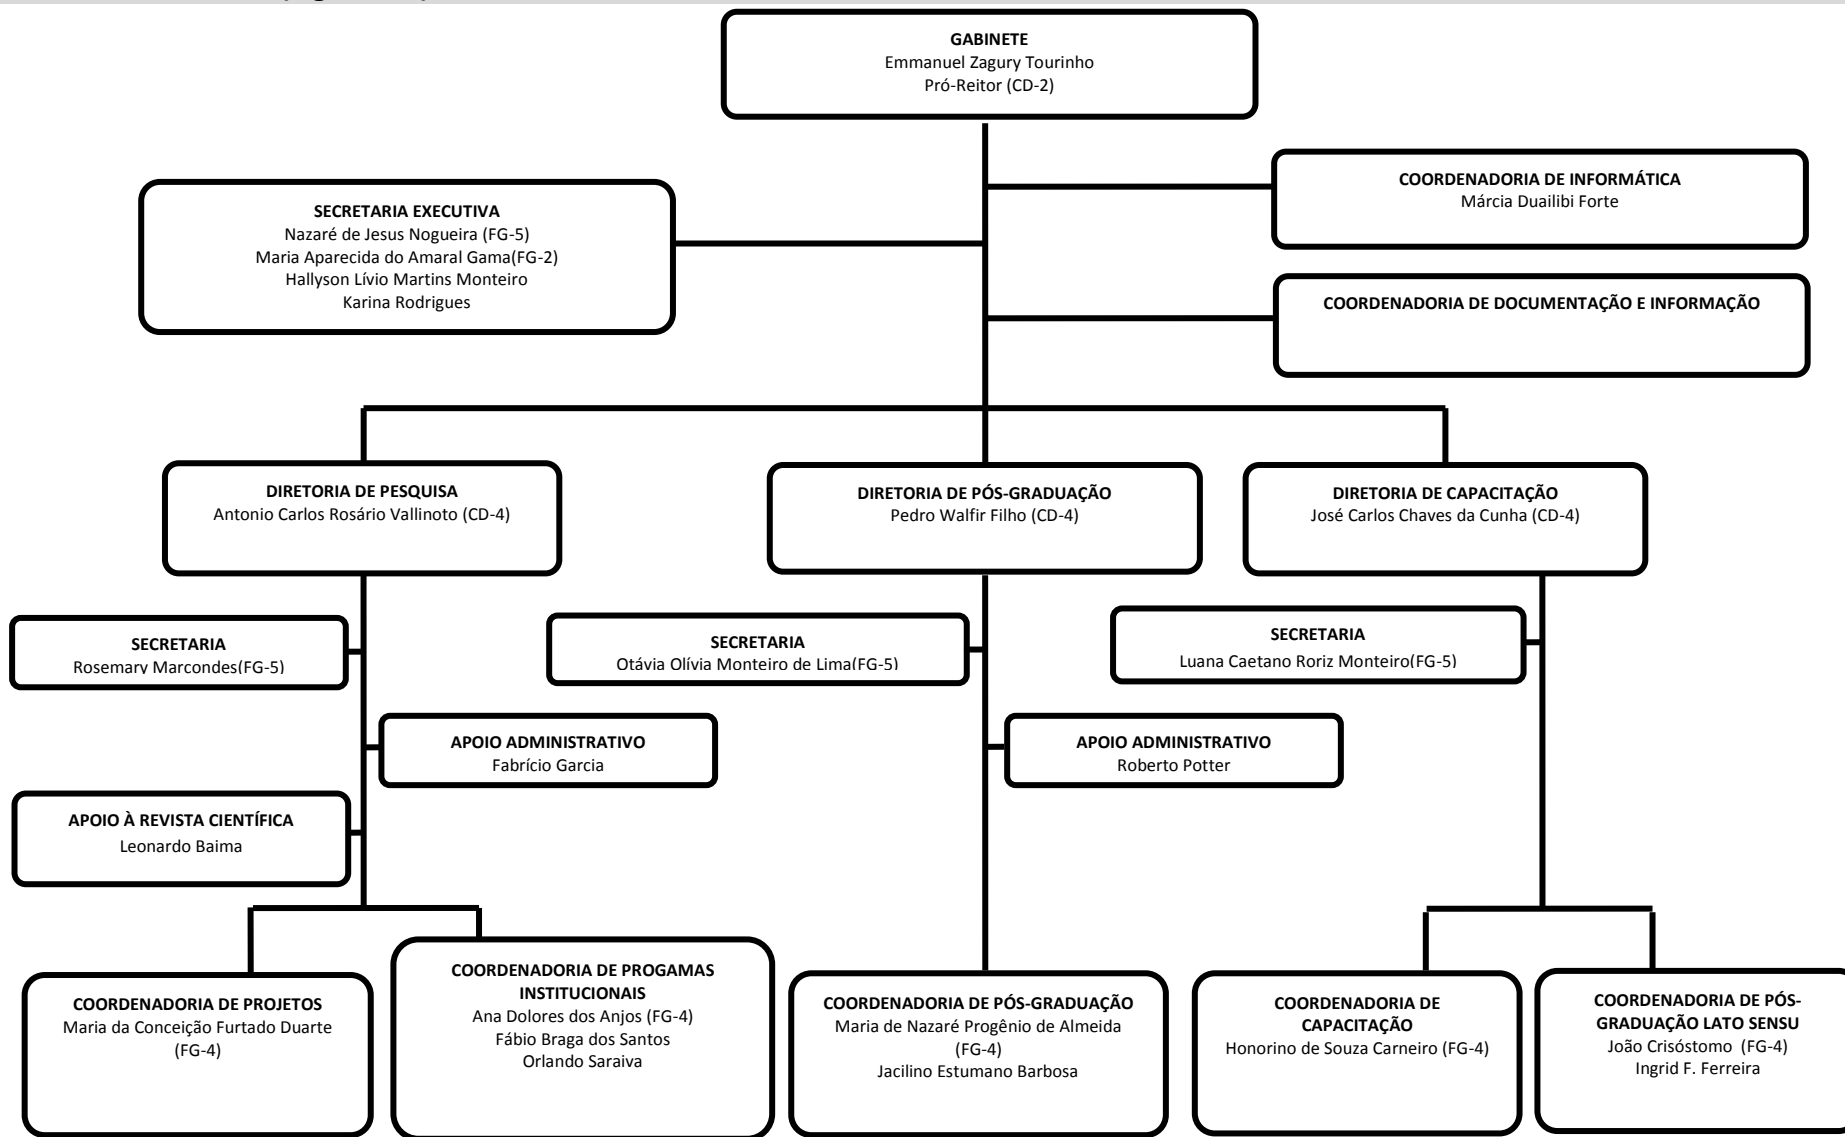 GABINETE
Emmanuel Zagury Tourinho
Pró-Reitor (CD-2)
COORDENADORIA DE INFORMÁTICA
Márcia Duailibi Forte
SECRETARIA EXECUTIVA
Nazaré de Jesus Nogueira (FG-5)
Maria Aparecida do Amaral Gama(FG-2)
Hallyson Lívio Martins Monteiro
Karina Rodrigues
COORDENADORIA DE DOCUMENTAÇÃO E INFORMAÇÃO
DIRETORIA DE PESQUISA
Antonio Carlos Rosário Vallinoto (CD-4)
DIRETORIA DE PÓS-GRADUAÇÃO
Pedro Walfir Filho (CD-4)
DIRETORIA DE CAPACITAÇÃO
José Carlos Chaves da Cunha (CD-4)
SECRETARIA
Rosemary Marcondes(FG-5)
SECRETARIA
Otávia Olívia Monteiro de Lima(FG-5)
SECRETARIA
Luana Caetano Roriz Monteiro(FG-5)
APOIO ADMINISTRATIVO
Fabrício Garcia
APOIO ADMINISTRATIVO
Roberto Potter
APOIO À REVISTA CIENTÍFICA
Leonardo Baima
COORDENADORIA DE PROJETOS
Maria da Conceição Furtado Duarte
(FG-4)
COORDENADORIA DE PROGAMAS
INSTITUCIONAIS
Ana Dolores dos Anjos (FG-4)
Fábio Braga dos Santos
Orlando Saraiva
COORDENADORIA DE PÓS-GRADUAÇÃO
Maria de Nazaré Progênio de Almeida
(FG-4)
Jacilino Estumano Barbosa
COORDENADORIA DE
CAPACITAÇÃO
Honorino de Souza Carneiro (FG-4)
COORDENADORIA DE PÓS-
GRADUAÇÃO LATO SENSU
João Crisóstomo  (FG-4)
Ingrid F. Ferreira